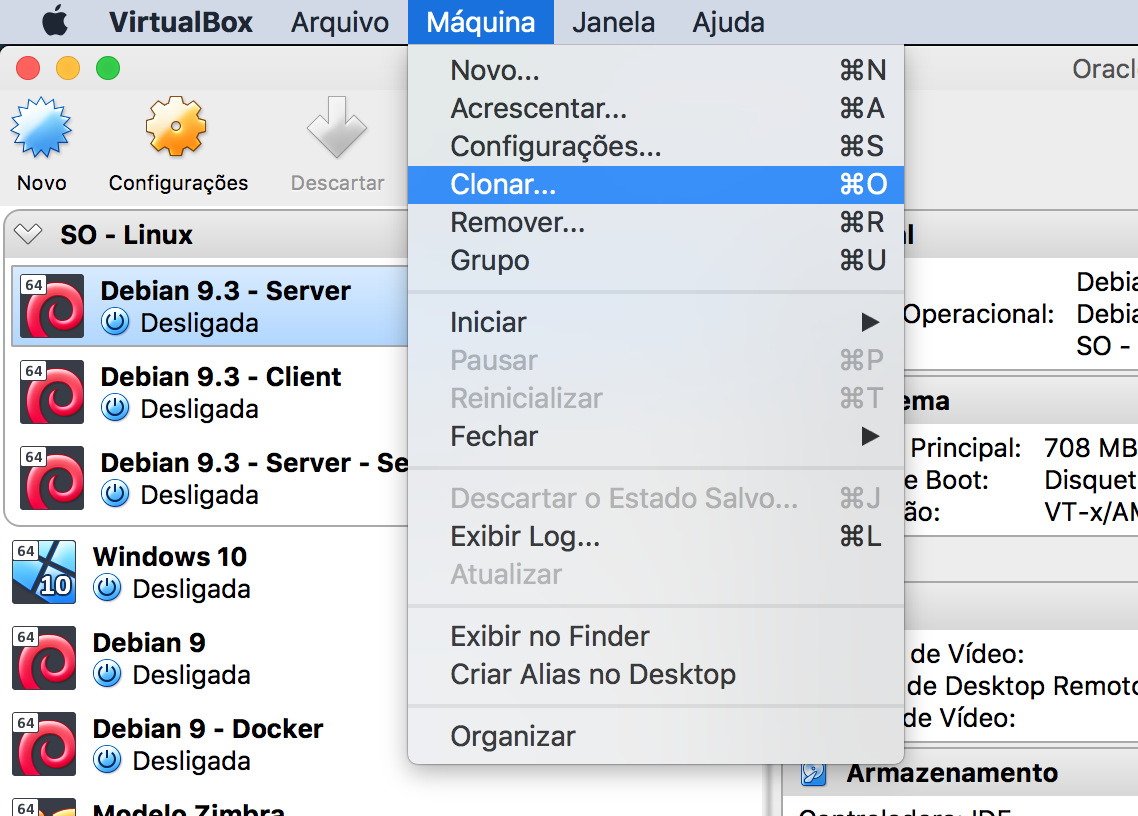 VirtualBox Arquivo Máquina Janela Ajuda
Oracle
Novo Configurações Descartar
Novo... ⌘N
Acrescentar... ⌘A
Configurações... ⌘S
Clonar... ⌘O
Remover... ⌘R
Grupo ⌘U
Iniciar
Pausar ⌘P
Reinicializar ⌘T
Fechar
Descartar o Estado Salvo... ⌘J
Exibir Log... ⌘L
Atualizar
Exibir no Finder
Criar Alias no Desktop
Organizar
SO - Linux
64 Debian 9.3 - Server
Desligada
64 Debian 9.3 - Client
Desligada
64 Debian 9.3 - Server - Se
Desligada
64 10 Windows 10
Desligada
64 Debian 9
Desligada
64 Debian 9 - Docker
Desligada
64 Modelo Zimbra
al
Debia
Operacional: Debia
SO -
ema
Principal: 708 MB
e Boot: Disquet
ão: VT-x/AM
de Vídeo:
de Desktop Remoto
de Vídeo:
Armazenamento
Controladora: IDE